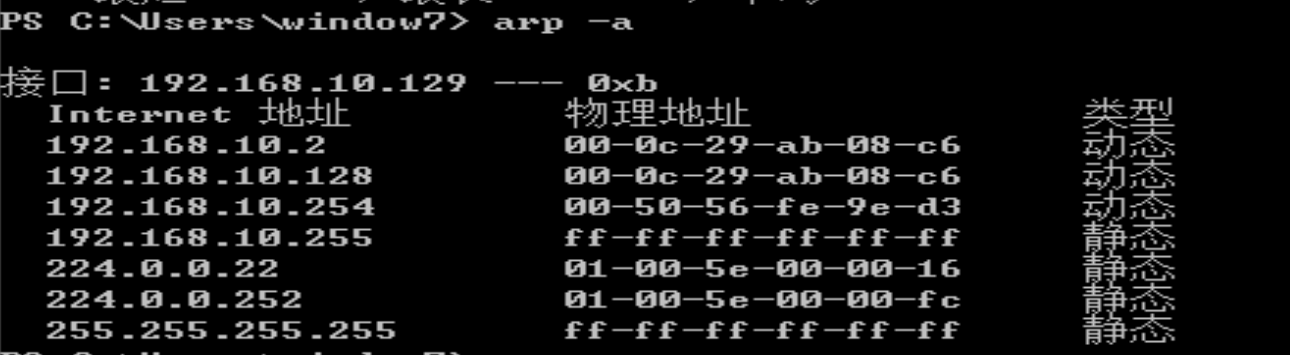 PS C:\Users\window7> arp -a
接口: 192.168.10.129 --- 0xb
Internet 地址 物理地址 类型
192.168.10.2 00-0c-29-ab-08-c6 动态
192.168.10.128 00-0c-29-ab-08-c6 动态
192.168.10.254 00-50-56-fe-9e-d3 动态
192.168.10.255 ff-ff-ff-ff-ff-ff 静态
224.0.0.22 01-00-5e-00-00-16 静态
224.0.0.252 01-00-5e-00-00-fc 静态
255.255.255.255 ff-ff-ff-ff-ff-ff 静态